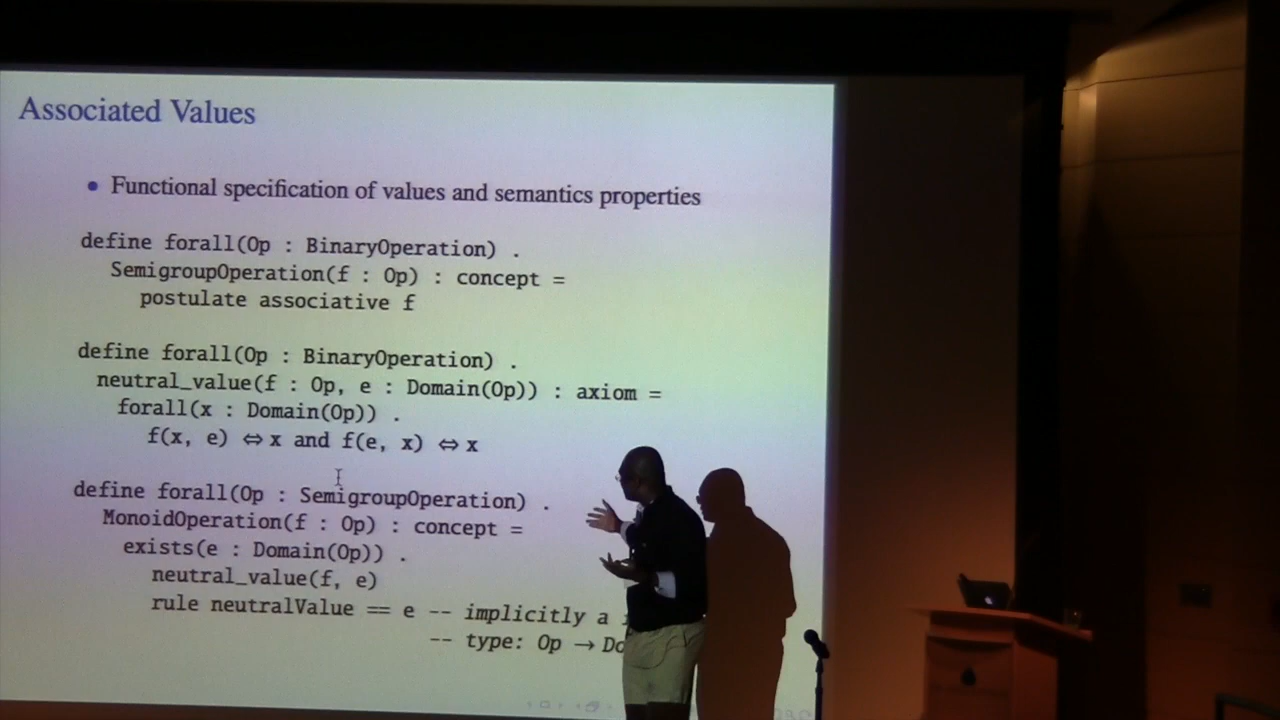 Associated Values
• Functional specification of values and semantics properties
define forall(Op : BinaryOperation) .
SemigroupOperation(f : Op) : concept =
postulate associative f
define forall(Op : BinaryOperation) .
neutral_value(f : Op, e : Domain(Op)) : axiom =
forall(x : Domain(Op)) .
f(x, e) ⇔ x and f(e, x) ⇔ x
define forall(Op : SemigroupOperation) .
MonoidOperation(f : Op) : concept =
exists(e : Domain(Op)) .
neutral_value(f, e)
rule neutralValue == e -- implicitly a
-- type: Op → Do